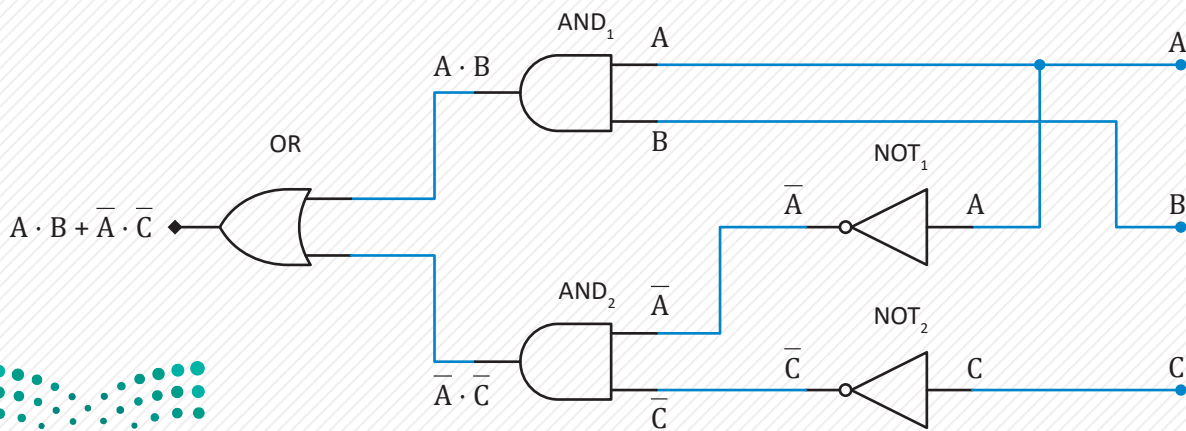 AND₁
A
A
A · B
B
OR
NOT₁
A̅
A
B
A · B + A̅ · C̅
AND₂
A̅
NOT₂
C̅
C
C
A̅ · C̅
C̅